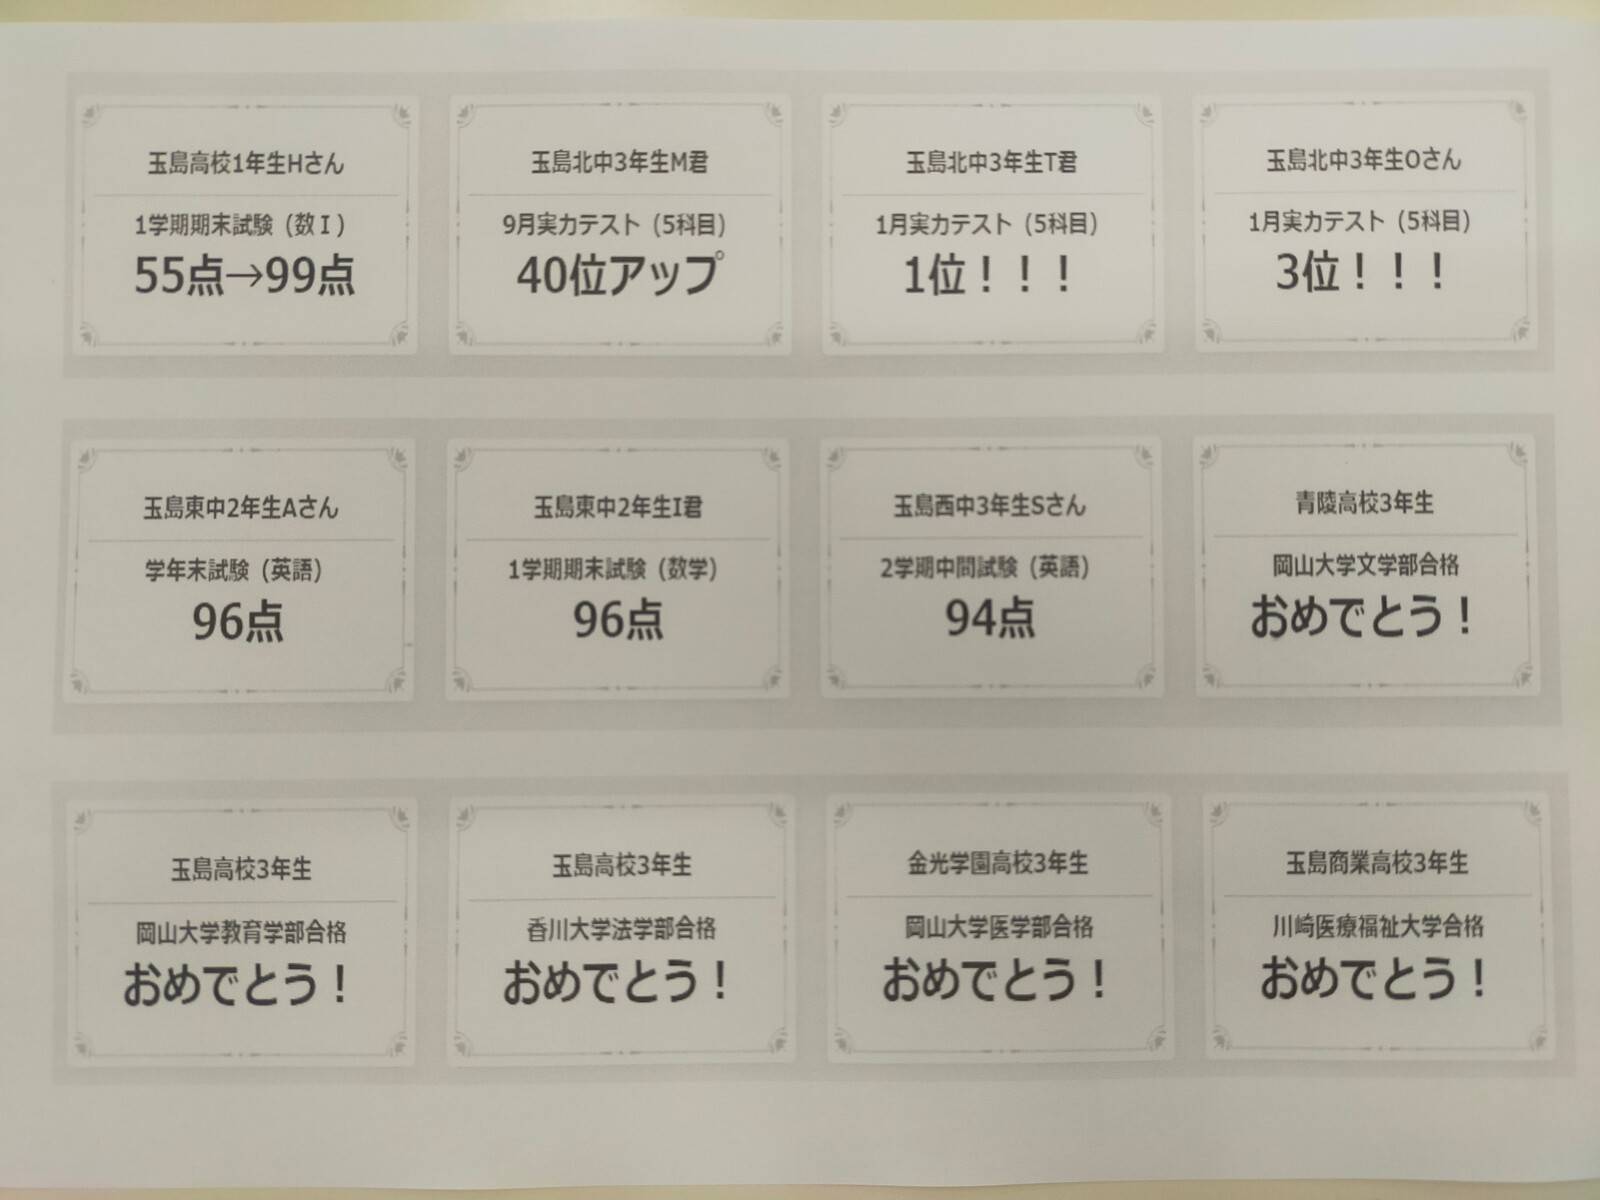 玉島高校1年生Hさん
1学期期末試験（数Ⅰ）
55点→99点
玉島北中3年生M君
9月実力テスト（5科目）
40位アップ
玉島北中3年生T君
1月実力テスト（5科目）
1位！！！
玉島北中3年生Oさん
1月実力テスト（5科目）
3位！！！
玉島東中2年生Aさん
学年末試験（英語）
96点
玉島東中2年生I君
1学期期末試験（数学）
96点
玉島西中3年生Sさん
2学期中間試験（英語）
94点
青陵高校3年生
岡山大学文学部合格
おめでとう！
玉島高校3年生
岡山大学教育学部合格
おめでとう！
玉島高校3年生
香川大学法学部合格
おめでとう！
金光学園高校3年生
岡山大学医学部合格
おめでとう！
玉島商業高校3年生
川崎医療福祉大学合格
おめでとう！